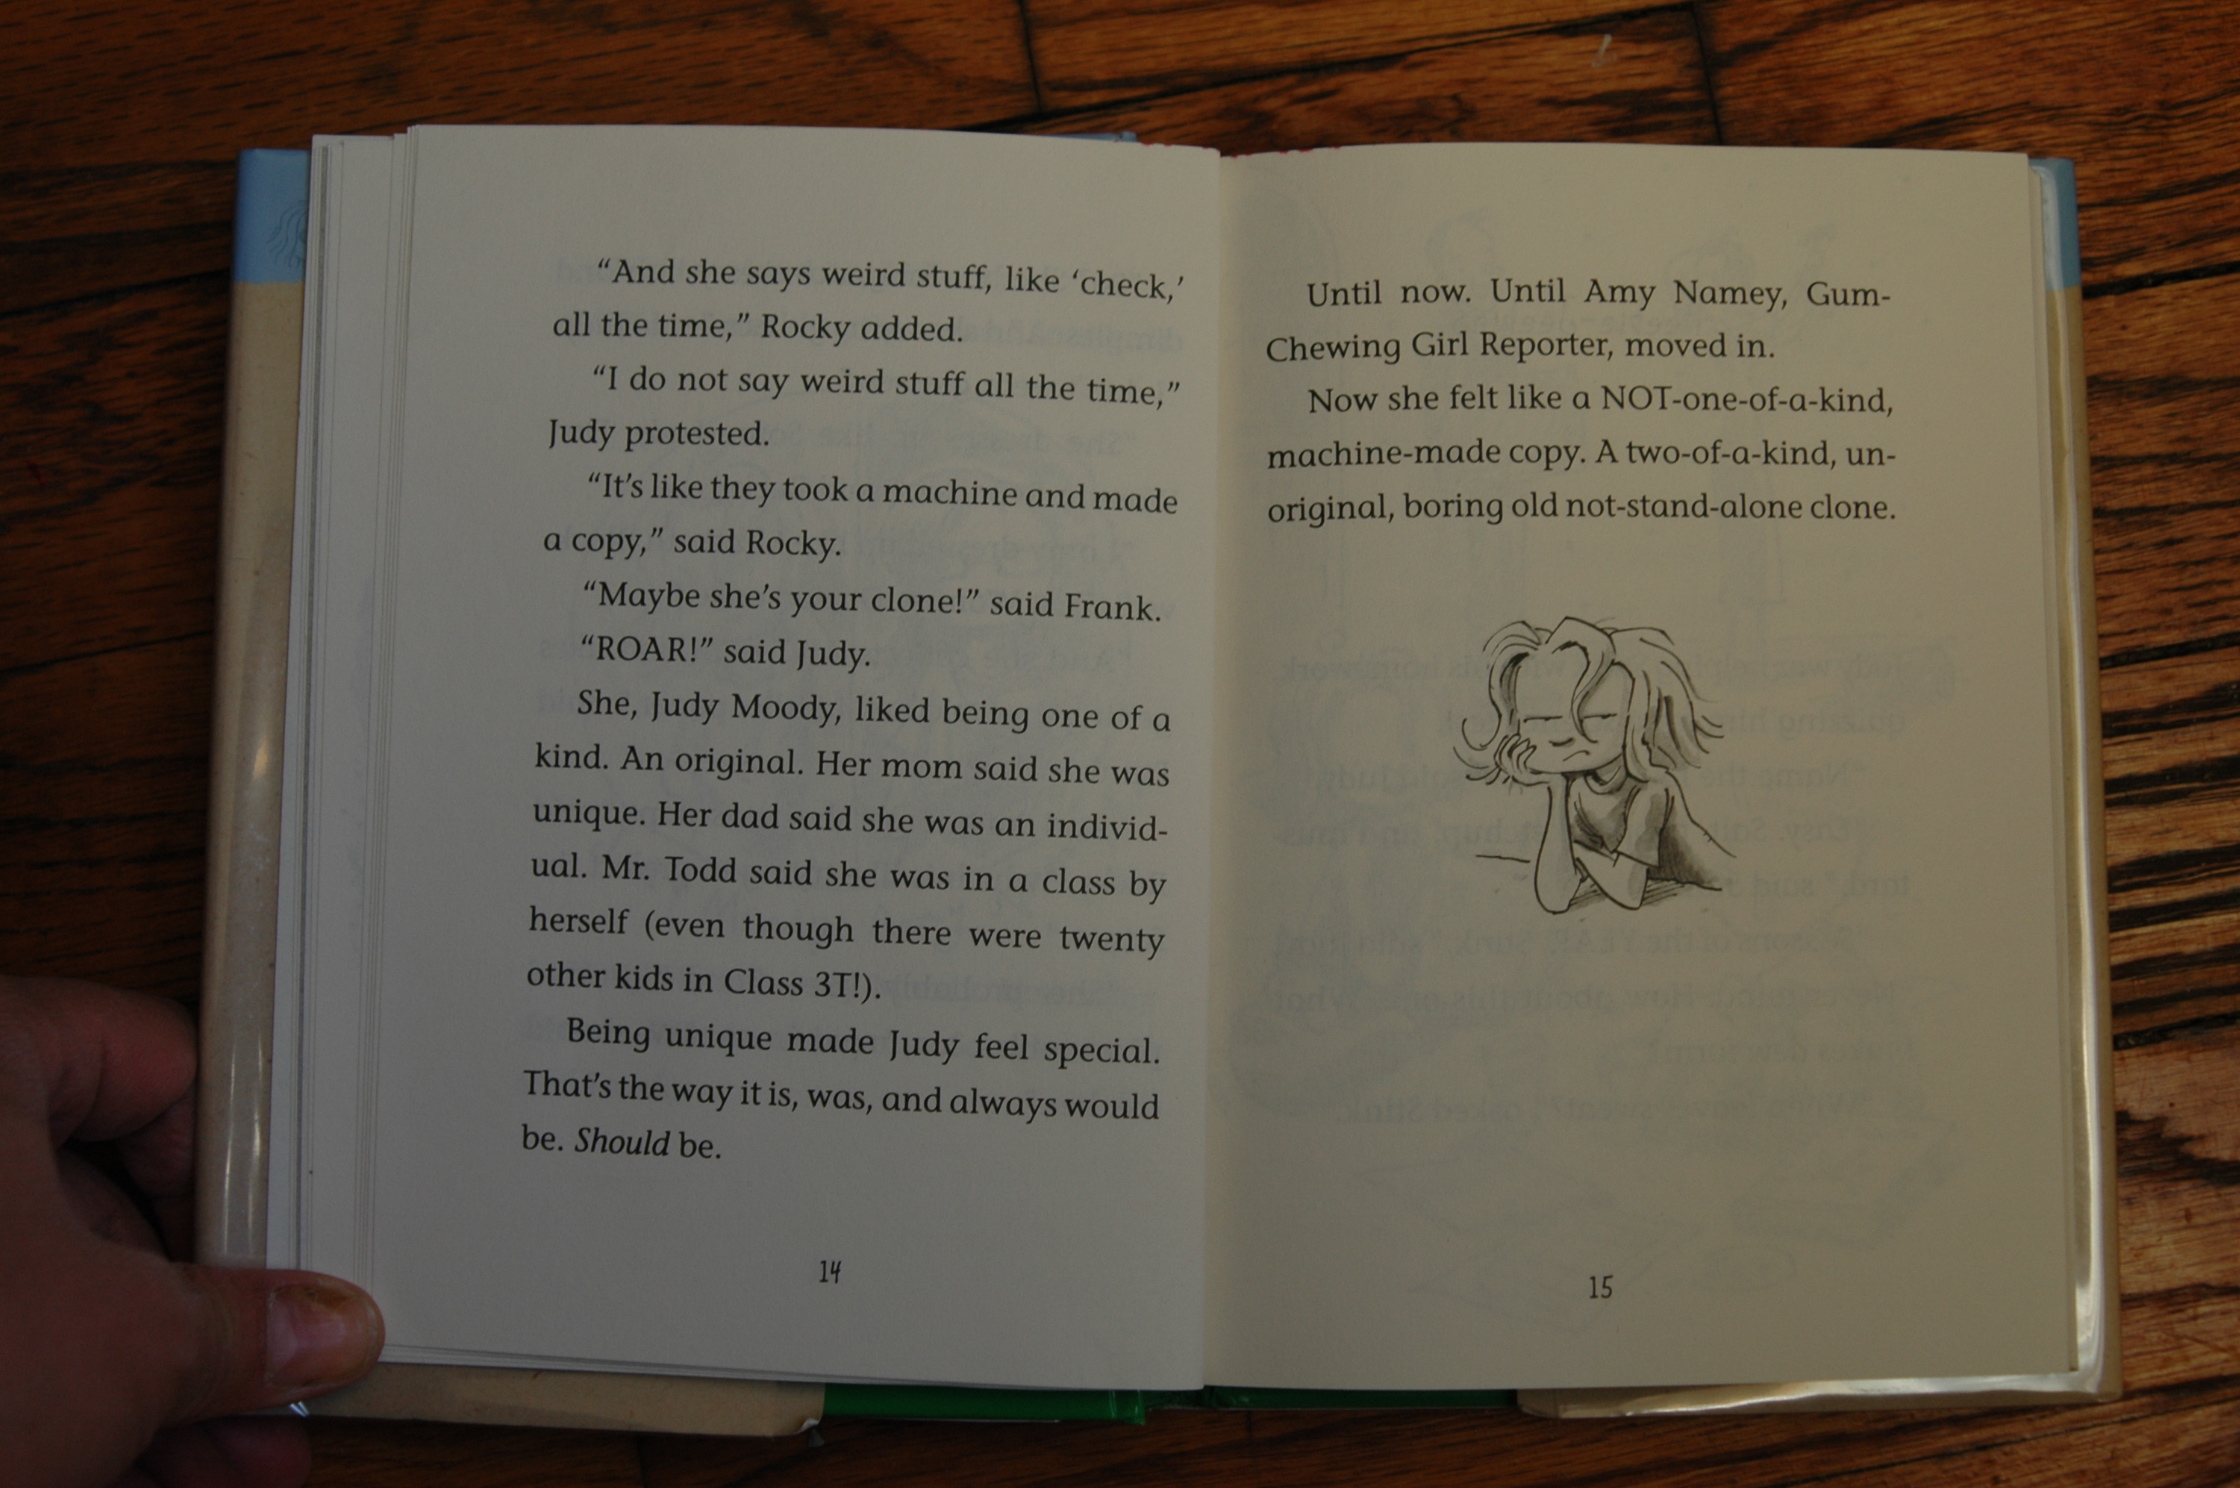 “And she says weird stuff, like ‘check,’
all the time,” Rocky added.
“I do not say weird stuff all the time,”
Judy protested.
“It’s like they took a machine and made
a copy,” said Rocky.
“Maybe she’s your clone!” said Frank.
“ROAR!” said Judy.
She, Judy Moody, liked being one of a
kind. An original. Her mom said she was
unique. Her dad said she was an individ-
ual. Mr. Todd said she was in a class by
herself (even though there were twenty
other kids in Class 3T!).
Being unique made Judy feel special.
That’s the way it is, was, and always would
be. Should be.
14
Until now. Until Amy Namey, Gum-
Chewing Girl Reporter, moved in.
Now she felt like a NOT-one-of-a-kind,
machine-made copy. A two-of-a-kind, un-
original, boring old not-stand-alone clone.
15